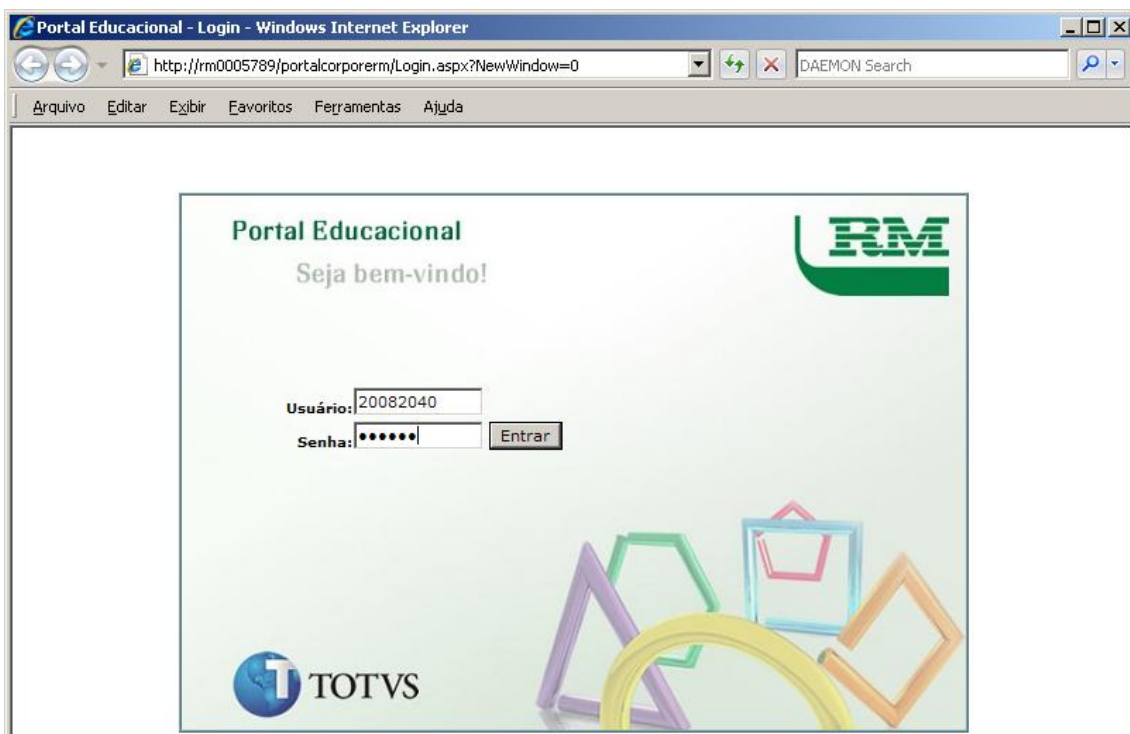 Portal Educacional - Login - Windows Internet Explorer
http://rm0005789/portalcorporerm/Login.aspx?NewWindow=0
DAEMON Search
Arquivo Editar Exibir Favoritos Ferramentas Ajuda
Portal Educacional
RM
Seja bem-vindo!
Usuário: 20082040
Senha: ●●●●●● Entrar
T TOTVS